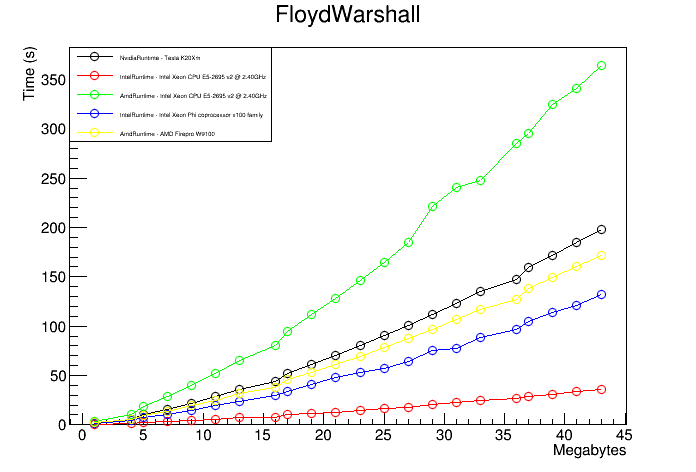 FloydWarshall
Time (s)
NvidiaRuntime - Tesla K20Xm
IntelRuntime - Intel Xeon CPU E5-2695 v2 @ 2.40GHz
AmdRuntime - Intel Xeon CPU E5-2695 v2 @ 2.40GHz
IntelRuntime - Intel Xeon Phi coprocessor x100 family
AmdRuntime - AMD Firepro W9100
350
300
250
200
150
100
50
0
0 5 10 15 20 25 30 35 40 45
Megabytes